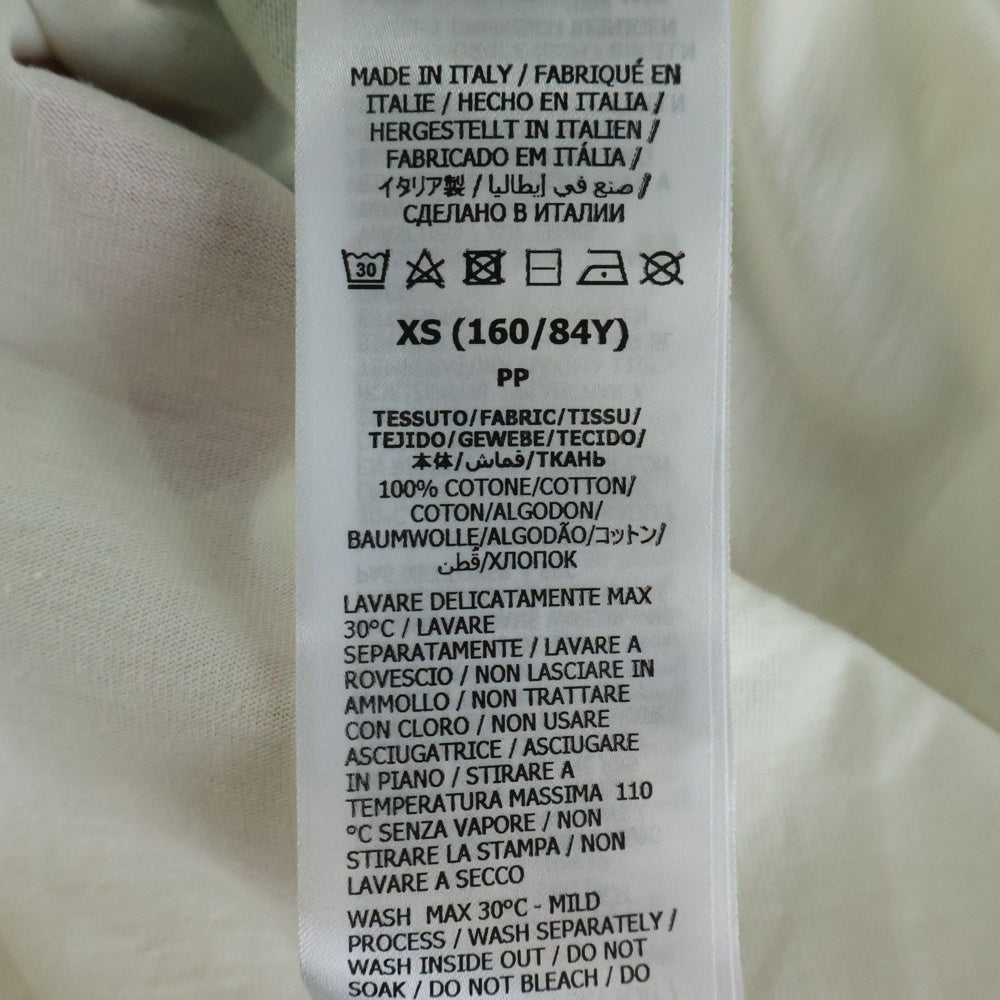 MADE IN ITALY / FABRIQUÉ EN
ITALIE / HECHO EN ITALIA /
HERGESTELLT IN ITALIEN /
FABRICADO EM ITÁLIA /
イタリア製 / صنع في إيطاليا /
СДЕЛАНО В ИТАЛИИ
30
XS (160/84Y)
PP
TESSUTO/FABRIC/TISSU/
TEJIDO/GEWEBE/TECIDO/
本体/قماش/ТКАНЬ
100% COTONE/COTTON/
COTON/ALGODON/
BAUMWOLLE/ALGODÃO/コットン/
قُطن/ХЛОПОК
LAVARE DELICATAMENTE MAX
30°C / LAVARE
SEPARATAMENTE / LAVARE A
ROVESCIO / NON LASCIARE IN
AMMOLLO / NON TRATTARE
CON CLORO / NON USARE
ASCIUGATRICE / ASCIUGARE
IN PIANO / STIRARE A
TEMPERATURA MASSIMA 110
°C SENZA VAPORE / NON
STIRARE LA STAMPA / NON
LAVARE A SECCO
WASH MAX 30°C - MILD
PROCESS / WASH SEPARATELY /
WASH INSIDE OUT / DO NOT
SOAK / DO NOT BLEACH / DO